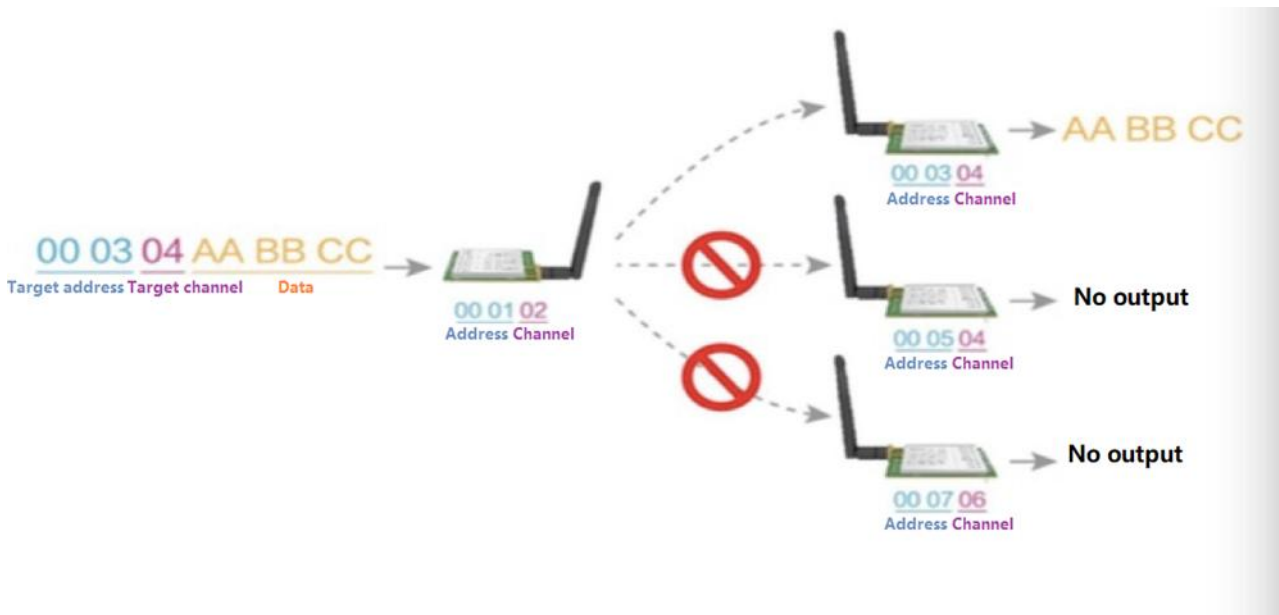 AA BB CC
00 03 04
Address Channel
00 03 04 AA BB CC
Target address Target channel Data
00 01 02
Address Channel
No output
00 05 04
Address Channel
No output
00 07 06
Address Channel